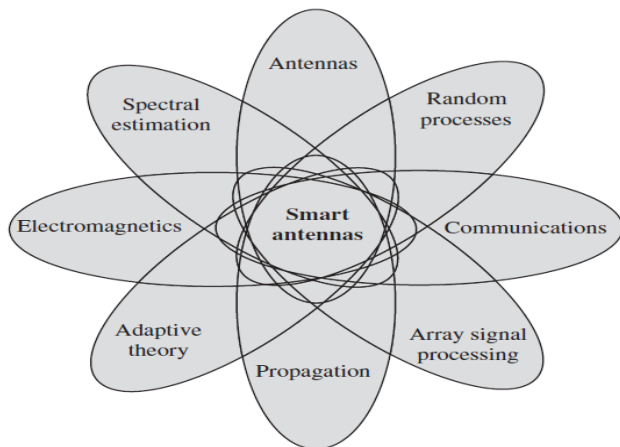 Antennas
Spectral
estimation
Random
processes
Electromagnetics
Smart
antennas
Communications
Adaptive
theory
Array signal
processing
Propagation